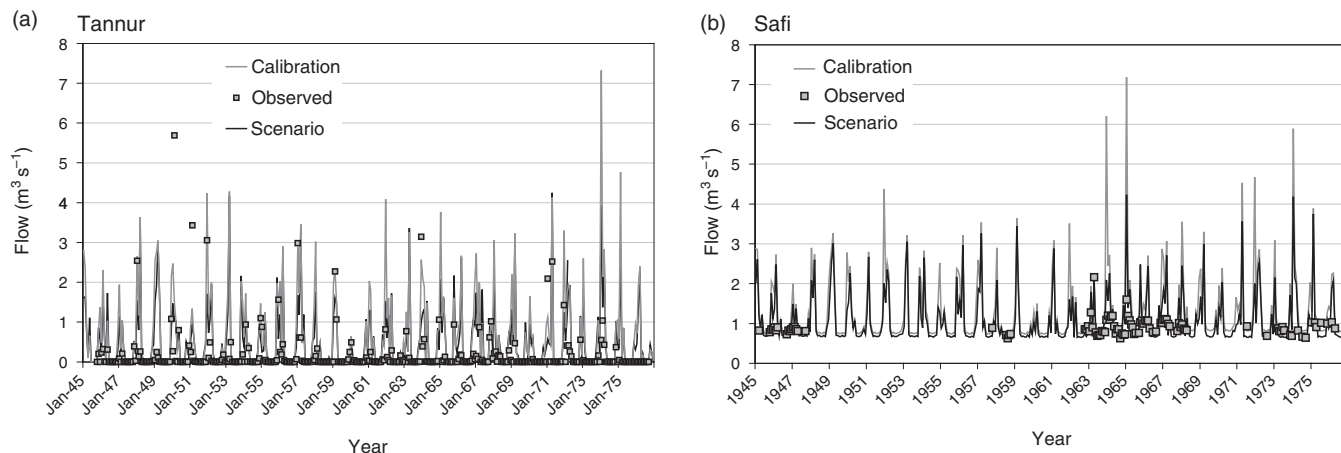 (a) Tannur
8
7
6
5
4
3
2
1
0
Flow (m³ s⁻¹)
Calibration
Observed
Scenario
Jan-45
Jan-47
Jan-49
Jan-51
Jan-53
Jan-55
Jan-57
Jan-59
Jan-61
Jan-63
Jan-65
Jan-67
Jan-69
Jan-71
Jan-73
Jan-75
Year
(b) Safi
8
7
6
5
4
3
2
1
0
Flow (m³ s⁻¹)
Calibration
Observed
Scenario
1945
1947
1949
1951
1953
1955
1957
1959
1961
1963
1965
1967
1969
1971
1973
1975
Year